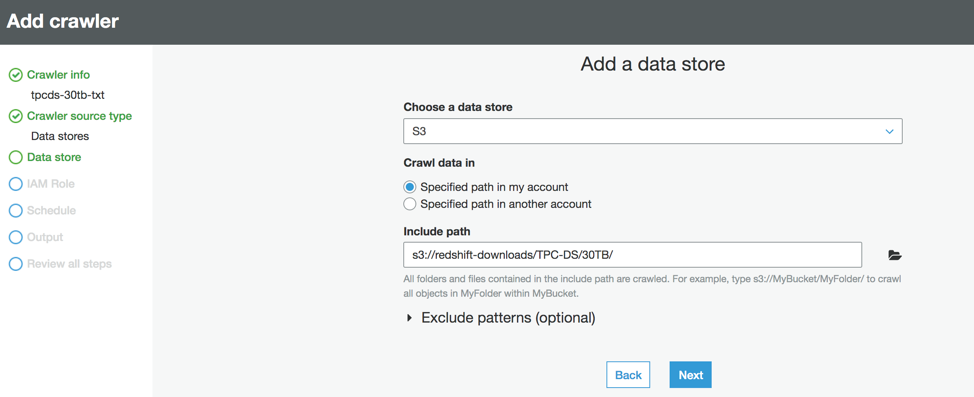 Add crawler
Crawler info
tpcds-30tb-txt
Crawler source type
Data stores
Data store
IAM Role
Schedule
Output
Review all steps
Add a data store
Choose a data store
S3
Crawl data in
Specified path in my account
Specified path in another account
Include path
s3://redshift-downloads/TPC-DS/30TB/
All folders and files contained in the include path are crawled. For example, type s3://MyBucket/MyFolder/ to crawl
all objects in MyFolder within MyBucket.
Exclude patterns (optional)
Back Next